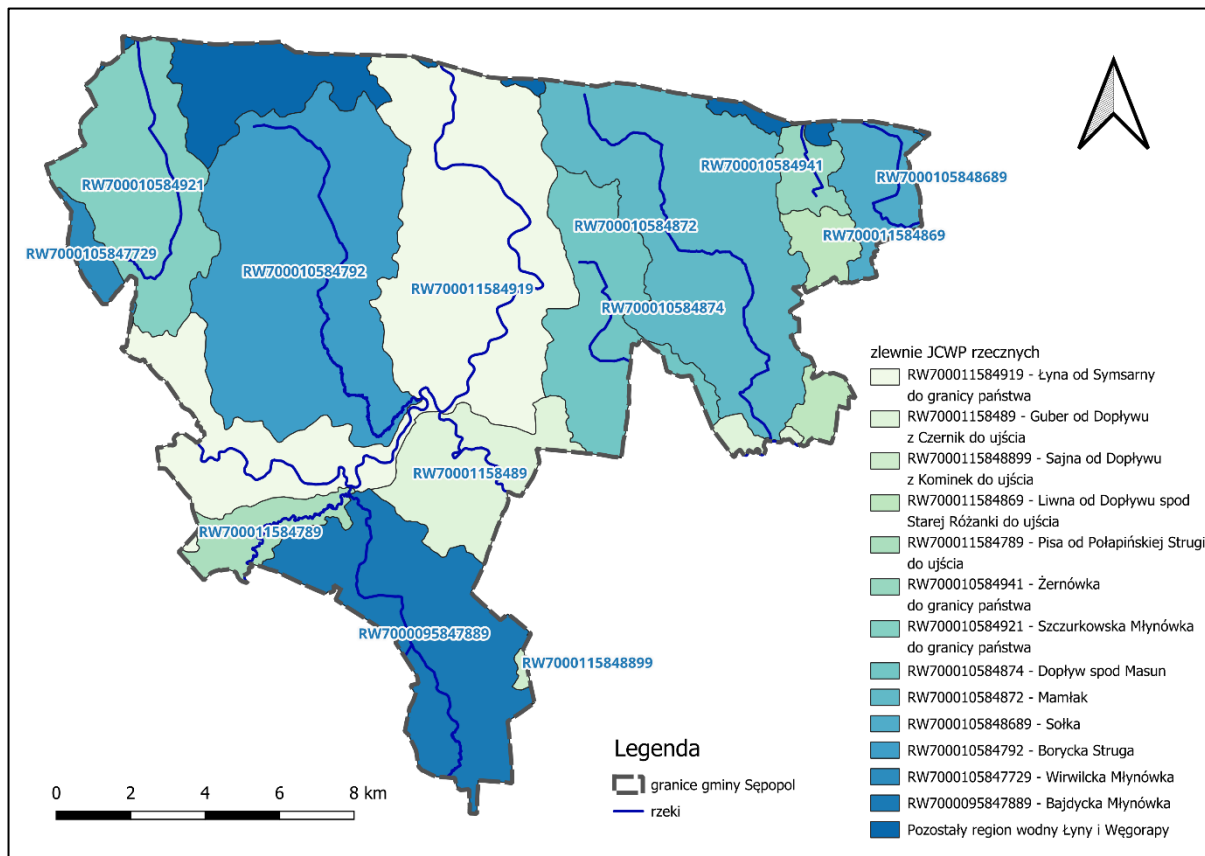 RW700010584941
RW7000105848689
RW700010584921
RW700010584872
RW700011584869
RW7000105847729
RW700010584792
RW700011584919
RW700010584874
RW70001158489
RW700011584789
RW7000095847889
RW7000115848899
zlewnie JCWP rzecznych
RW700011584919 - Łyna od Symsarny
do granicy państwa
RW70001158489 - Guber od Dopływu
z Czernik do ujścia
RW7000115848899 - Sajna od Dopływu
z Kominek do ujścia
RW700011584869 - Liwna od Dopływu spod
Starej Różanki do ujścia
RW700011584789 - Pisa od Połapińskiej Strugi
do ujścia
RW700010584941 - Żernówka
do granicy państwa
RW700010584921 - Szczurkowska Młynówka
do granicy państwa
RW700010584874 - Dopływ spod Masun
RW700010584872 - Mamłak
RW7000105848689 - Sołka
RW700010584792 - Borycka Struga
RW7000105847729 - Wirwilcka Młynówka
RW7000095847889 - Bajdycka Młynówka
Pozostały region wodny Łyny i Węgorapy
Legenda
granice gminy Sępopol
rzeki
0 2 4 6 8 km